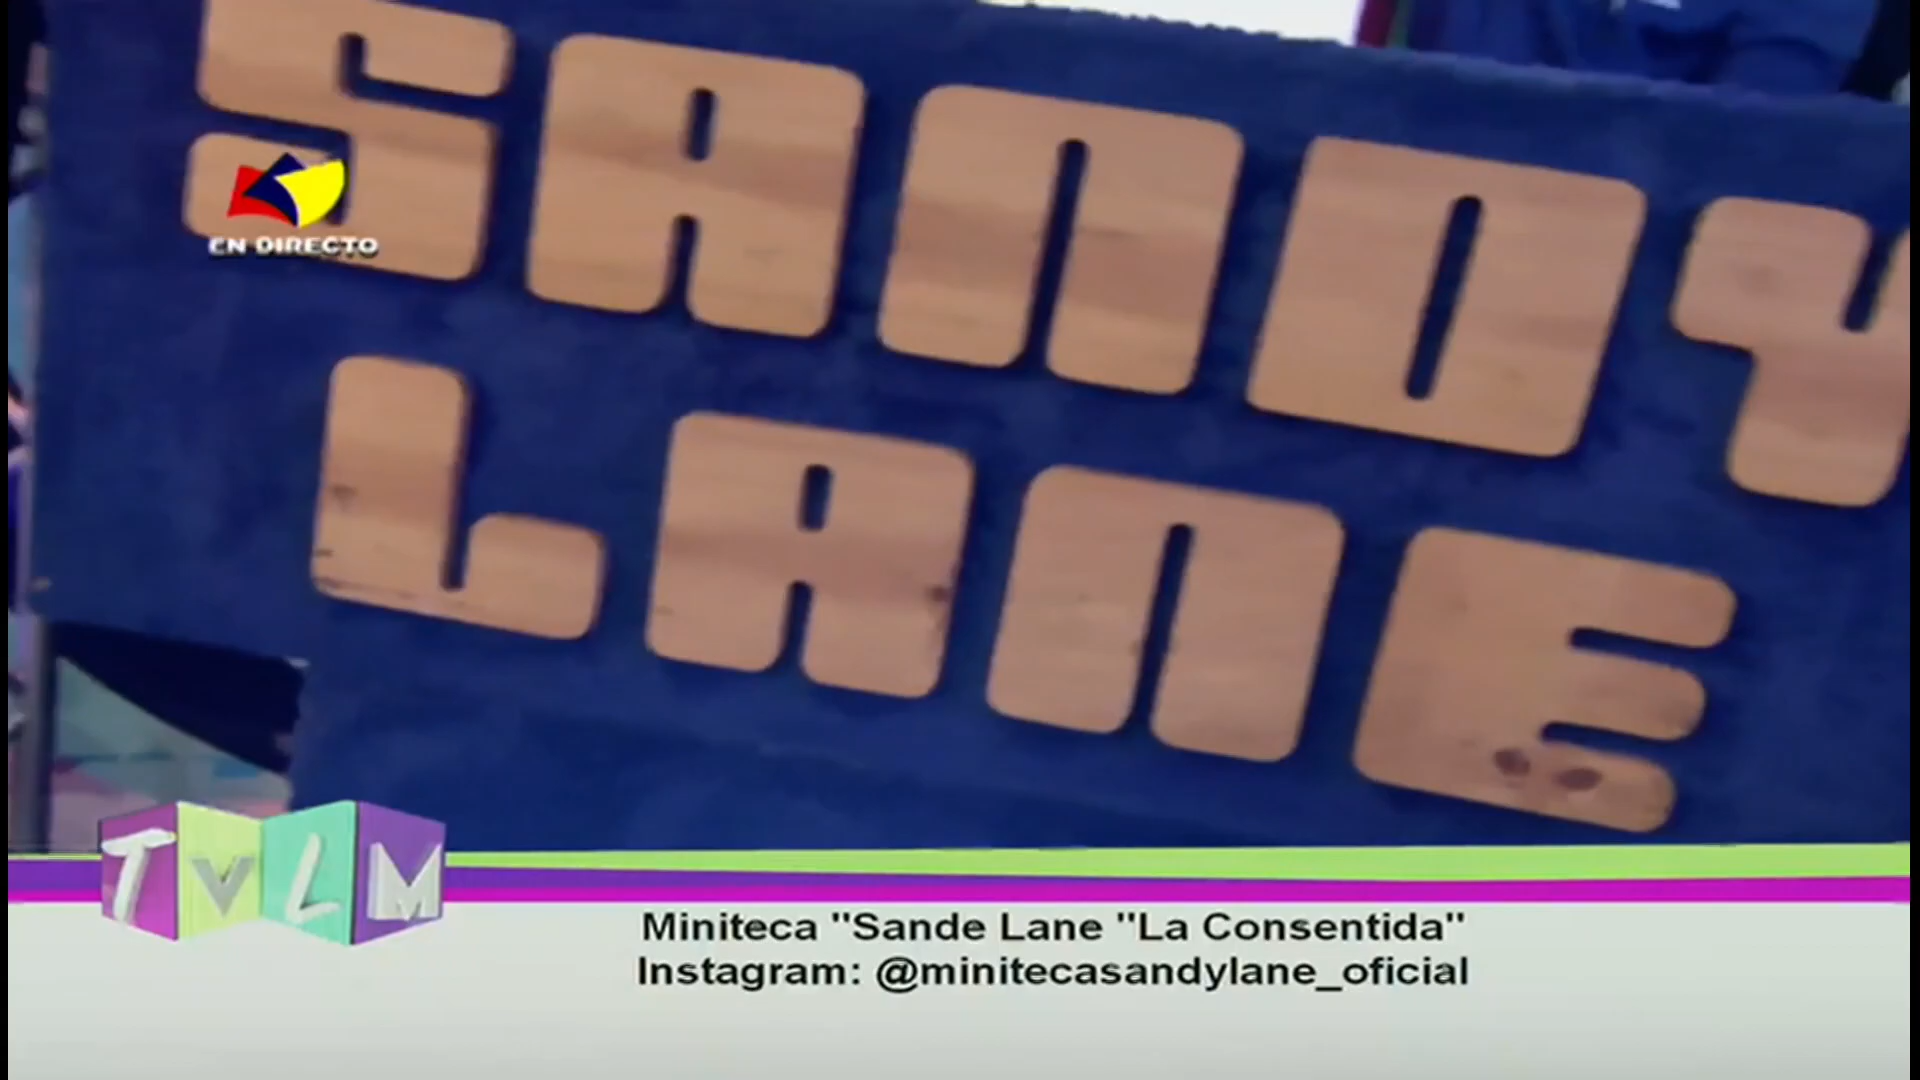 SANDY
LANE
EN DIRECTO
TVLM
Miniteca "Sande Lane "La Consentida"
Instagram: @minitecasandylane_oficial